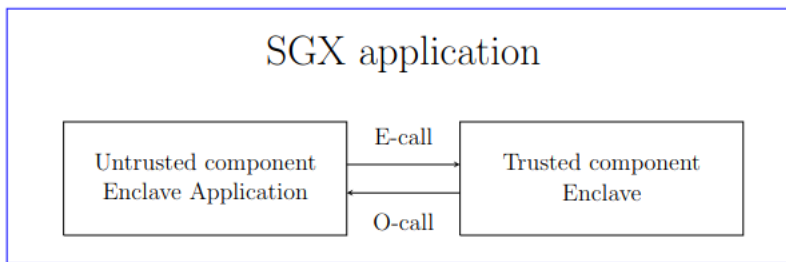 SGX application
E-call
Untrusted component
Enclave Application
Trusted component
Enclave
O-call